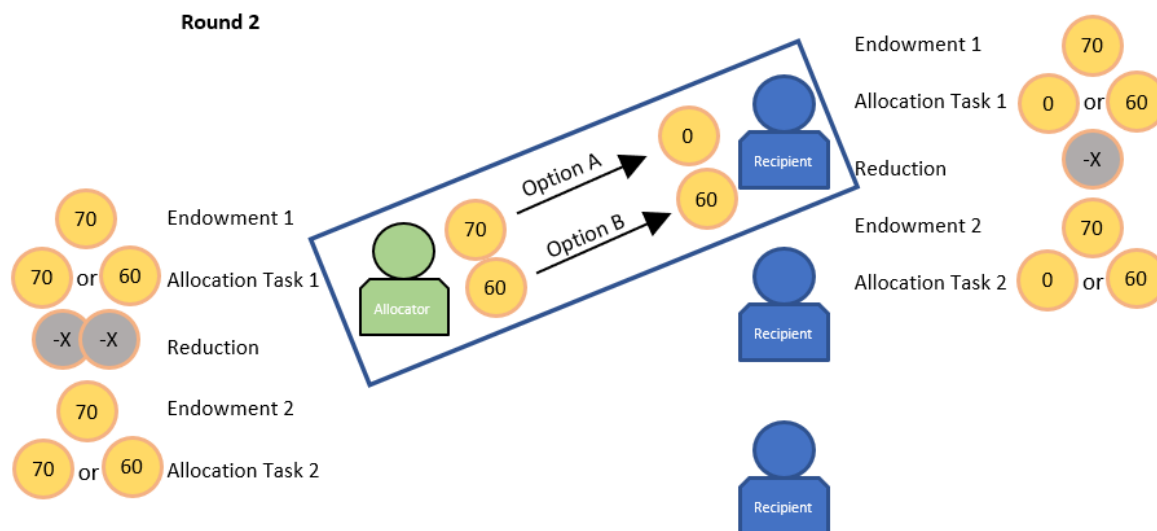 Round 2
70
Endowment 1
70 or 60
Allocation Task 1
-X -X
Reduction
70
Endowment 2
70 or 60
Allocation Task 2
Allocator
70
60
Option A
Option B
0
60
Recipient
Recipient
Recipient
Endowment 1
70
Allocation Task 1
0 or 60
Reduction
-X
Endowment 2
70
Allocation Task 2
0 or 60